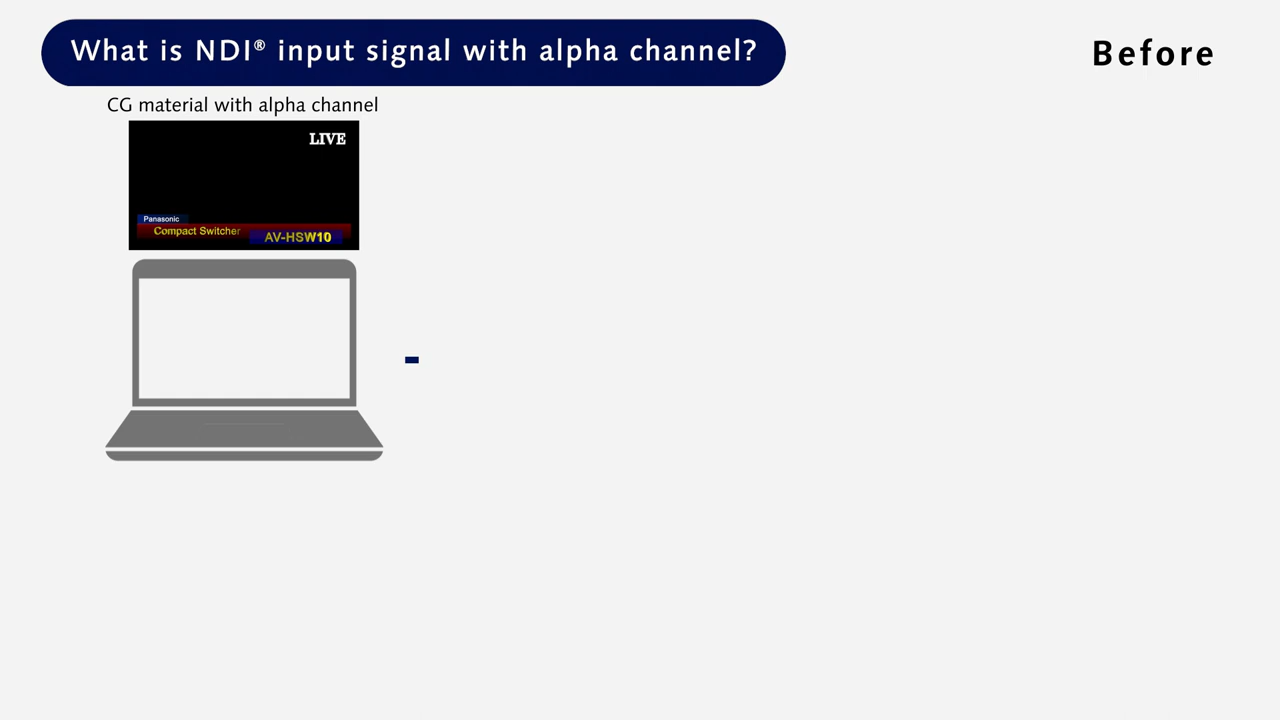 What is NDI® input signal with alpha channel?
Before
CG material with alpha channel
LIVE
Panasonic
Compact Switcher
AV-HSW10